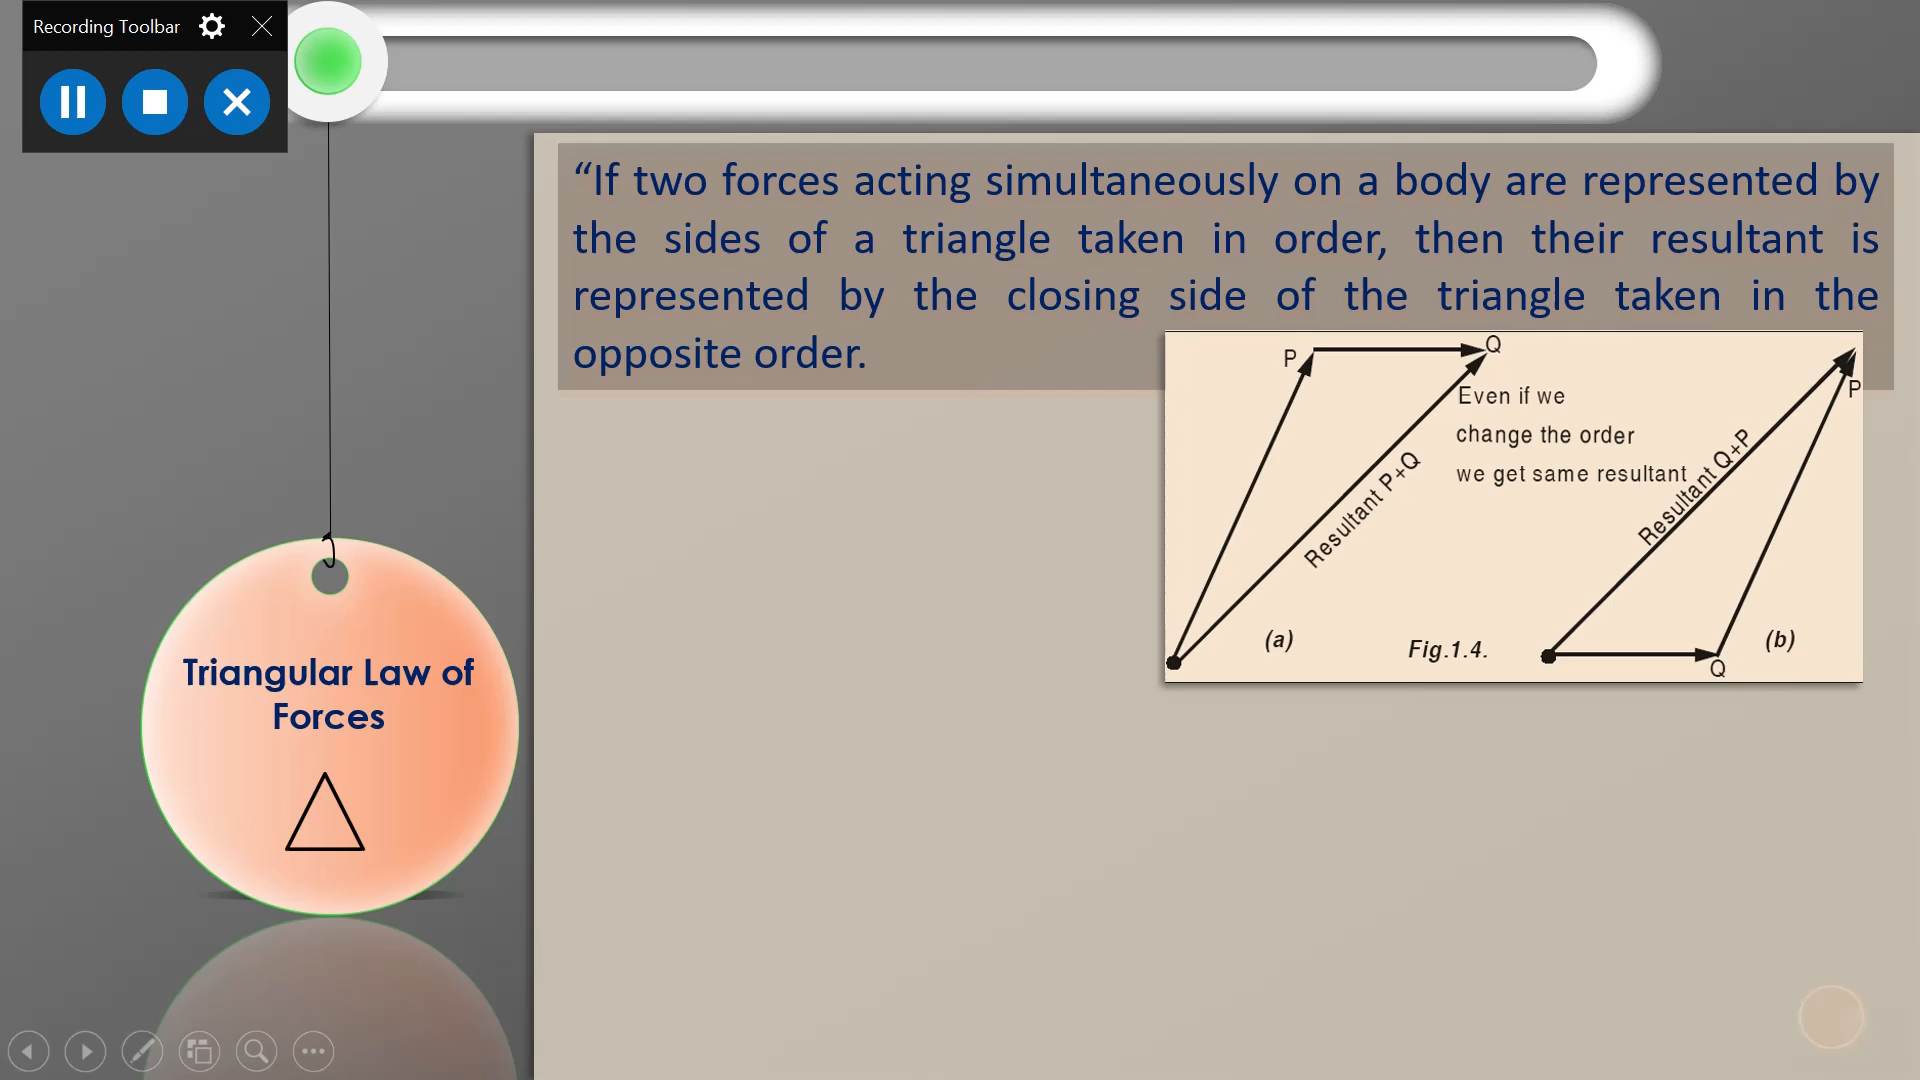 Recording Toolbar
“If two forces acting simultaneously on a body are represented by
the sides of a triangle taken in order, then their resultant is
represented by the closing side of the triangle taken in the
opposite order.
P
Q
Even if we
change the order
we get same resultant
Resultant P+Q
(a)
Fig.1.4.
P
Resultant Q+P
Q
(b)
Triangular Law of
Forces